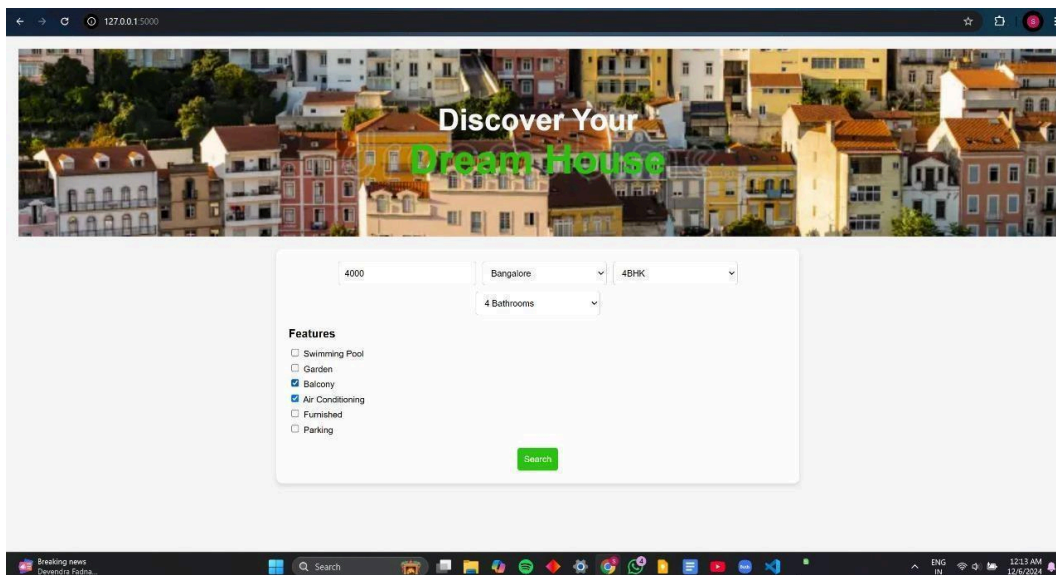 127.0.0.1:5000
S
Discover Your
Dream House
4000
Bangalore
4BHK
4 Bathrooms
Features
Swimming Pool
Garden
Balcony
Air Conditioning
Furnished
Parking
Search
Breaking news
Devendra Fadna...
Search
ENG
IN
12:13 AM
12/6/2024